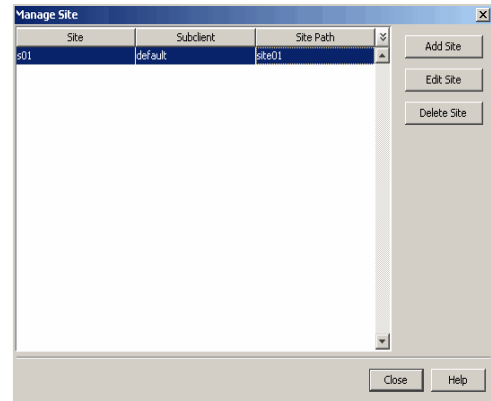 Manage Site
Site Subclient Site Path
s01 default site01
Add Site
Edit Site
Delete Site
Close Help